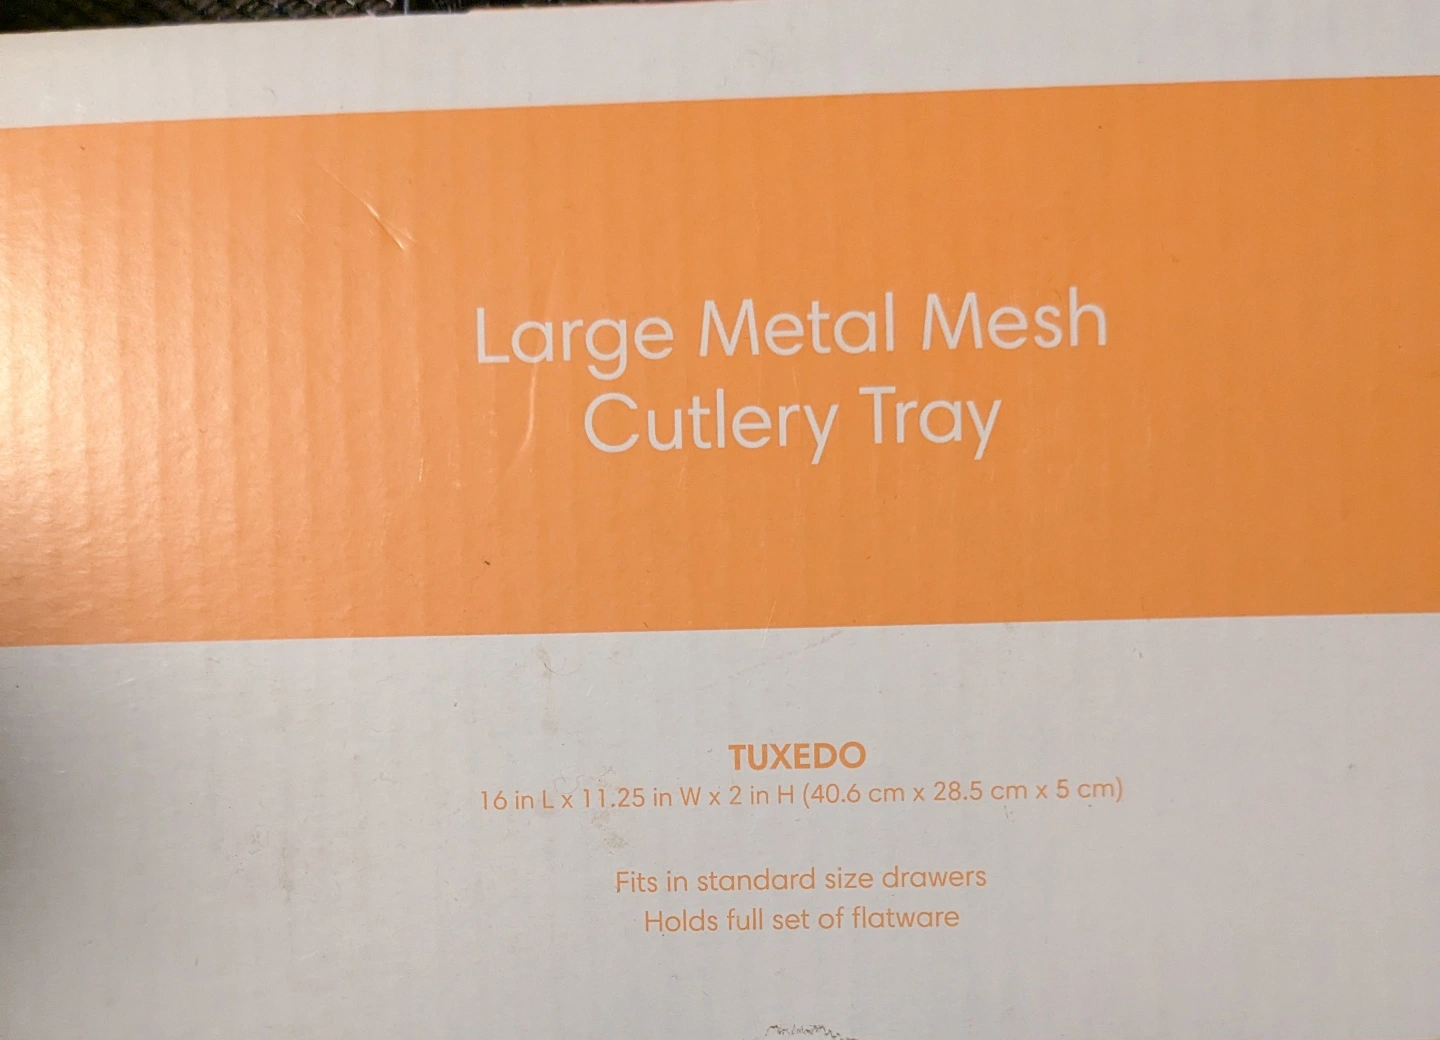 Large Metal Mesh
Cutlery Tray
TUXEDO
16 in L x 11.25 in W x 2 in H (40.6 cm x 28.5 cm x 5 cm)
Fits in standard size drawers
Holds full set of flatware